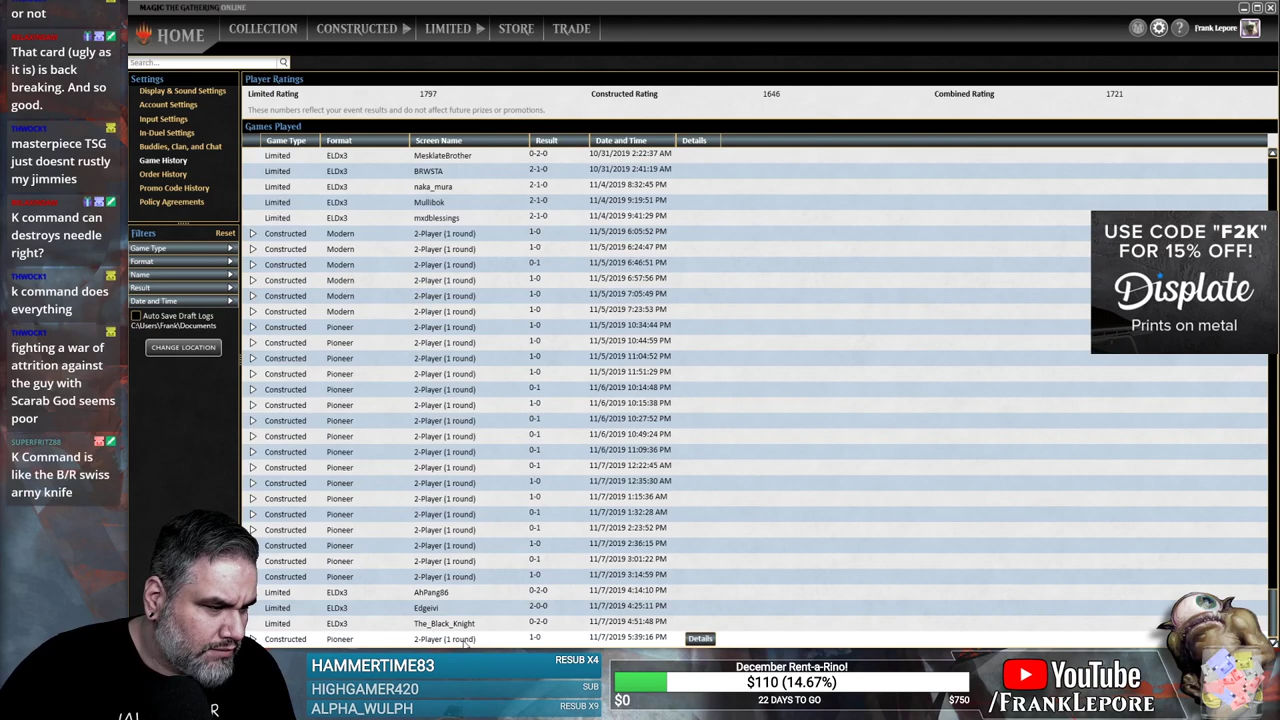 or not
That card (ugly as
it is) is back
breaking. And so
good.
THWOCK1
masterpiece TSG
just doesnt rustly
my jimmies
K command can
destroys needle
right?
THWOCK1
k command does
everything
THWOCK1
fighting a war of
attrition against
the guy with
Scarab God seems
poor
SUPERFRITZ88
K Command is
like the B/R swiss
army knife
MAGIC THE GATHERING ONLINE
HOME
COLLECTION
CONSTRUCTED
LIMITED
STORE
TRADE
?
Frank Lepore
Search...
Settings
Display & Sound Settings
Account Settings
Input Settings
In-Duel Settings
Buddies, Clan, and Chat
Game History
Order History
Promo Code History
Policy Agreements
Filters Reset
Game Type
Format
Name
Result
Date and Time
Auto Save Draft Logs
C:\Users\Frank\Documents
CHANGE LOCATION
Player Ratings
Limited Rating 1797 Constructed Rating 1646 Combined Rating 1721
These numbers reflect your event results and do not affect future prizes or promotions.
Games Played
Game Type Format Screen Name Result Date and Time Details
Limited ELDx3 MesklateBrother 0-2-0 10/31/2019 2:22:37 AM
Limited ELDx3 BRWSTA 2-1-0 10/31/2019 2:41:19 AM
Limited ELDx3 naka_mura 2-1-0 11/4/2019 8:32:45 PM
Limited ELDx3 Mullibok 2-1-0 11/4/2019 9:19:51 PM
Limited ELDx3 mxdblessings 2-1-0 11/4/2019 9:41:29 PM
Constructed Modern 2-Player (1 round) 1-0 11/5/2019 6:05:52 PM
Constructed Modern 2-Player (1 round) 1-0 11/5/2019 6:24:47 PM
Constructed Modern 2-Player (1 round) 0-1 11/5/2019 6:46:51 PM
Constructed Modern 2-Player (1 round) 1-0 11/5/2019 6:57:56 PM
Constructed Modern 2-Player (1 round) 1-0 11/5/2019 7:05:49 PM
Constructed Modern 2-Player (1 round) 1-0 11/5/2019 7:23:53 PM
Constructed Pioneer 2-Player (1 round) 1-0 11/5/2019 10:34:44 PM
Constructed Pioneer 2-Player (1 round) 1-0 11/5/2019 10:44:59 PM
Constructed Pioneer 2-Player (1 round) 1-0 11/5/2019 11:04:52 PM
Constructed Pioneer 2-Player (1 round) 1-0 11/5/2019 11:51:29 PM
Constructed Pioneer 2-Player (1 round) 0-1 11/6/2019 10:14:48 PM
Constructed Pioneer 2-Player (1 round) 1-0 11/6/2019 10:15:38 PM
Constructed Pioneer 2-Player (1 round) 0-1 11/6/2019 10:27:52 PM
Constructed Pioneer 2-Player (1 round) 0-1 11/6/2019 10:49:24 PM
Constructed Pioneer 2-Player (1 round) 0-1 11/6/2019 11:09:36 PM
Constructed Pioneer 2-Player (1 round) 0-1 11/7/2019 12:22:45 AM
Constructed Pioneer 2-Player (1 round) 1-0 11/7/2019 12:35:30 AM
Constructed Pioneer 2-Player (1 round) 1-0 11/7/2019 1:15:36 AM
Constructed Pioneer 2-Player (1 round) 0-1 11/7/2019 1:32:28 AM
Constructed Pioneer 2-Player (1 round) 0-1 11/7/2019 2:23:52 PM
Constructed Pioneer 2-Player (1 round) 1-0 11/7/2019 2:36:15 PM
Constructed Pioneer 2-Player (1 round) 0-1 11/7/2019 3:01:22 PM
Constructed Pioneer 2-Player (1 round) 1-0 11/7/2019 3:14:59 PM
Limited ELDx3 AhPang86 0-2-0 11/7/2019 4:14:10 PM
Limited ELDx3 Edgeivi 2-0-0 11/7/2019 4:25:11 PM
Limited ELDx3 The_Black_Knight 0-2-0 11/7/2019 4:51:48 PM
Constructed Pioneer 2-Player (1 round) 1-0 11/7/2019 5:39:16 PM Details
USE CODE "F2K"
FOR 15% OFF!
Displate
Prints on metal
HAMMERTIME83 RESUB X4
HIGHGAMER420 SUB
ALPHA_WULPH RESUB X9
December Rent-a-Rino!
$110 (14.67%)
$0 22 DAYS TO GO $750
YouTube
/FRANKLEPORE